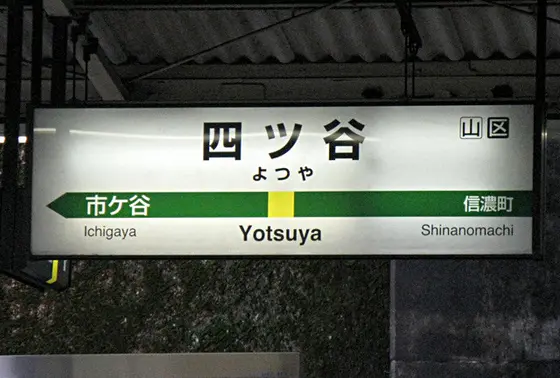 四ツ谷
山 区
よつや
市ケ谷
信濃町
Ichigaya
Yotsuya
Shinanomachi